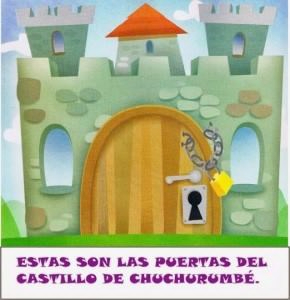 ESTAS SON LAS PUERTAS DEL
CASTILLO DE CHUCHURUMBÉ.